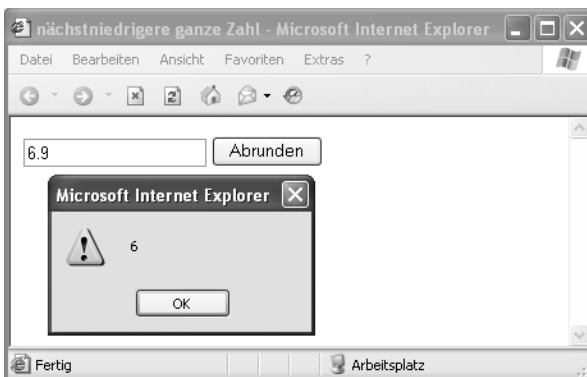 nächstniedrigere ganze Zahl - Microsoft Internet Explorer
Datei Bearbeiten Ansicht Favoriten Extras ?
6.9 Abrunden
Microsoft Internet Explorer
6
OK
Fertig Arbeitsplatz